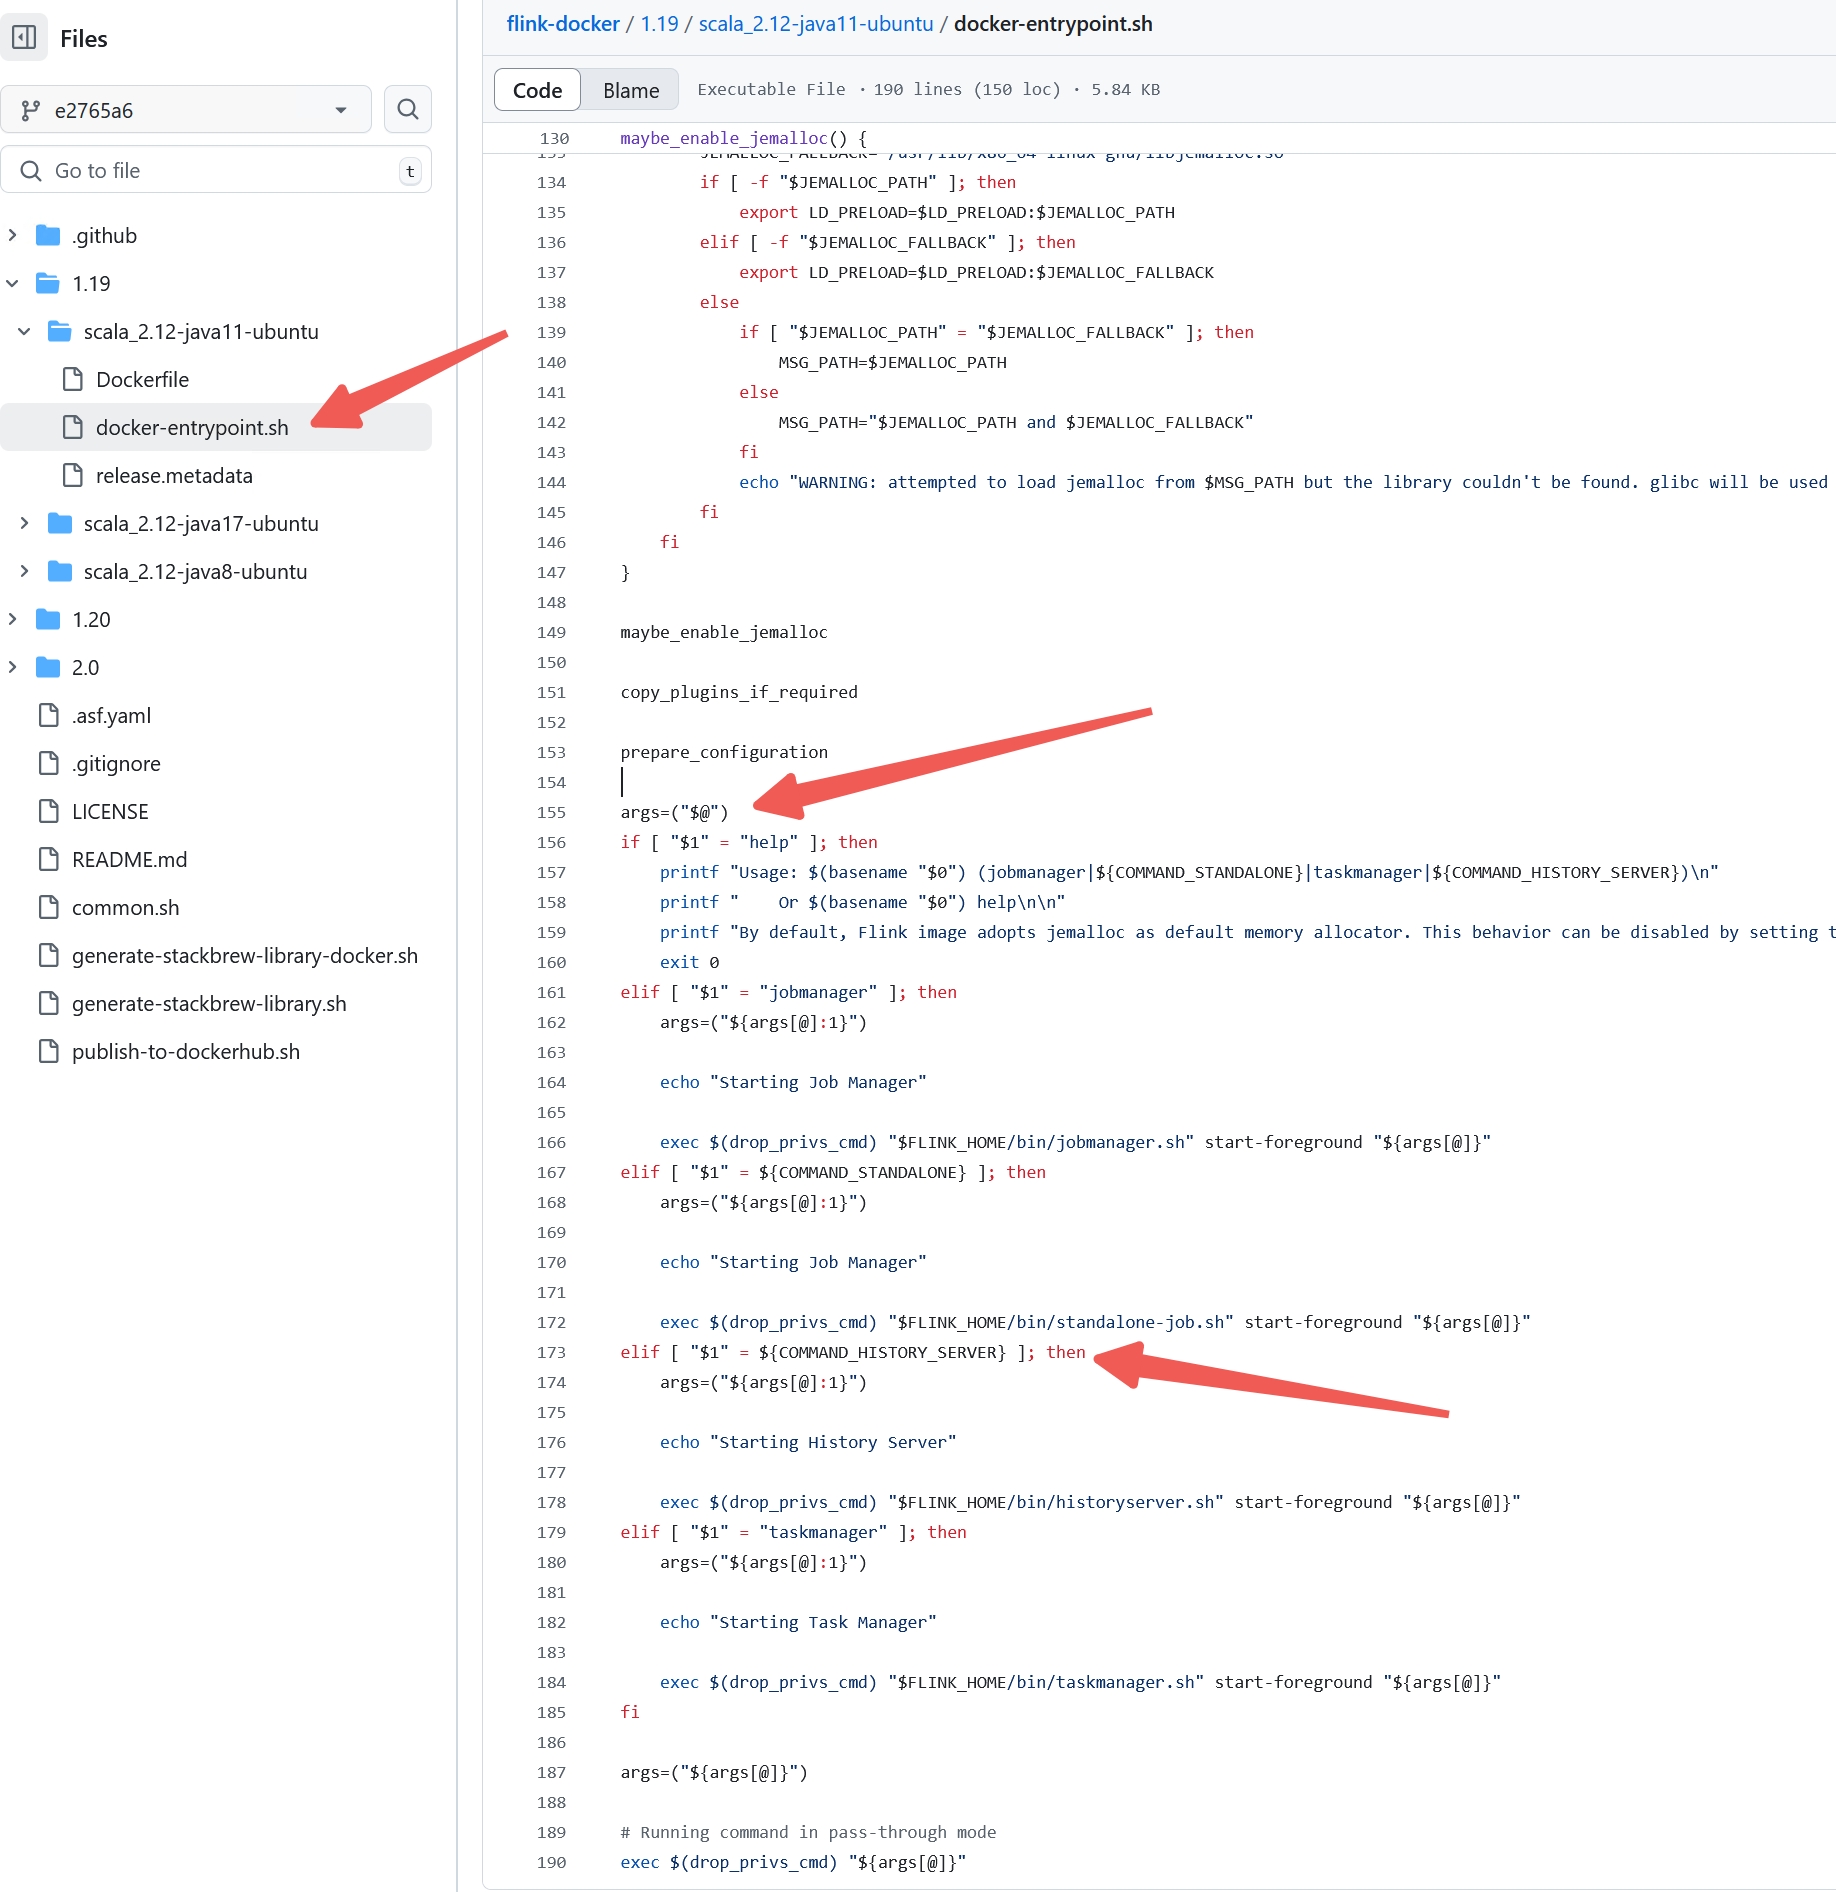 Files
e2765a6
Go to file
t
.github
1.19
scala_2.12-java11-ubuntu
Dockerfile
docker-entrypoint.sh
release.metadata
scala_2.12-java17-ubuntu
scala_2.12-java8-ubuntu
1.20
2.0
.asf.yaml
.gitignore
LICENSE
README.md
common.sh
generate-stackbrew-library-docker.sh
generate-stackbrew-library.sh
publish-to-dockerhub.sh
flink-docker / 1.19 / scala_2.12-java11-ubuntu / docker-entrypoint.sh
Code Blame Executable File · 190 lines (150 loc) · 5.84 KB
130 maybe_enable_jemalloc() {
134 if [ -f "$JEMALLOC_PATH" ]; then
135 export LD_PRELOAD=$LD_PRELOAD:$JEMALLOC_PATH
136 elif [ -f "$JEMALLOC_FALLBACK" ]; then
137 export LD_PRELOAD=$LD_PRELOAD:$JEMALLOC_FALLBACK
138 else
139 if [ "$JEMALLOC_PATH" = "$JEMALLOC_FALLBACK" ]; then
140 MSG_PATH=$JEMALLOC_PATH
141 else
142 MSG_PATH="$JEMALLOC_PATH and $JEMALLOC_FALLBACK"
143 fi
144 echo "WARNING: attempted to load jemalloc from $MSG_PATH but the library couldn't be found. glibc will be used
145 fi
146 fi
147 }
148
149 maybe_enable_jemalloc
150
151 copy_plugins_if_required
152
153 prepare_configuration
154
155 args=("$@")
156 if [ "$1" = "help" ]; then
157 printf "Usage: $(basename "$0") (jobmanager|${COMMAND_STANDALONE}|taskmanager|${COMMAND_HISTORY_SERVER})\n"
158 printf "    Or $(basename "$0") help\n\n"
159 printf "By default, Flink image adopts jemalloc as default memory allocator. This behavior can be disabled by setting t
160 exit 0
161 elif [ "$1" = "jobmanager" ]; then
162 args=("${args[@]:1}")
163
164 echo "Starting Job Manager"
165
166 exec $(drop_privs_cmd) "$FLINK_HOME/bin/jobmanager.sh" start-foreground "${args[@]}"
167 elif [ "$1" = ${COMMAND_STANDALONE} ]; then
168 args=("${args[@]:1}")
169
170 echo "Starting Job Manager"
171
172 exec $(drop_privs_cmd) "$FLINK_HOME/bin/standalone-job.sh" start-foreground "${args[@]}"
173 elif [ "$1" = ${COMMAND_HISTORY_SERVER} ]; then
174 args=("${args[@]:1}")
175
176 echo "Starting History Server"
177
178 exec $(drop_privs_cmd) "$FLINK_HOME/bin/historyserver.sh" start-foreground "${args[@]}"
179 elif [ "$1" = "taskmanager" ]; then
180 args=("${args[@]:1}")
181
182 echo "Starting Task Manager"
183
184 exec $(drop_privs_cmd) "$FLINK_HOME/bin/taskmanager.sh" start-foreground "${args[@]}"
185 fi
186
187 args=("${args[@]}")
188
189 # Running command in pass-through mode
190 exec $(drop_privs_cmd) "${args[@]}"